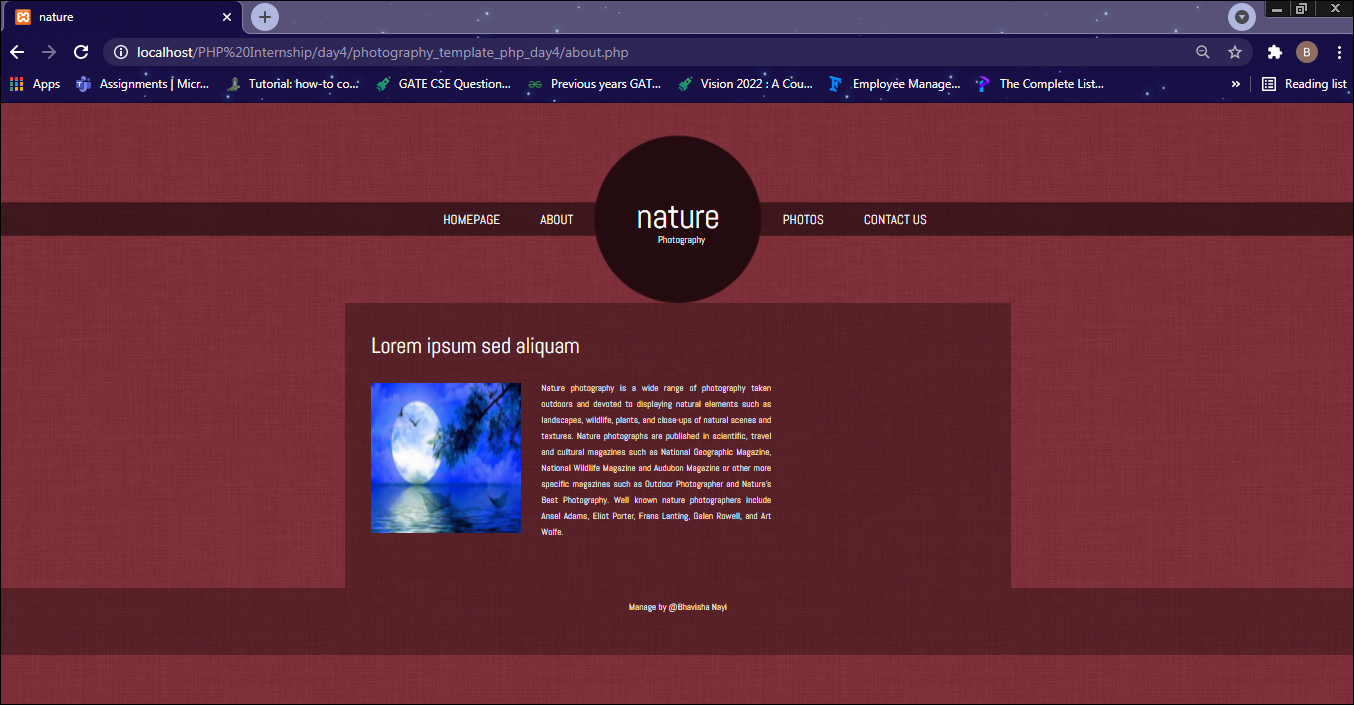 nature
localhost/PHP%20Internship/day4/photography_template_php_day4/about.php
B
Apps Assignments | Micr... Tutorial: how-to co... GATE CSE Question... Previous years GAT... Vision 2022 : A Cou... Employee Manage... The Complete List... » Reading list
HOMEPAGE ABOUT nature PHOTOS CONTACT US
Photography
Lorem ipsum sed aliquam
Nature photography is a wide range of photography taken
outdoors and devoted to displaying natural elements such as
landscapes, wildlife, plants, and close-ups of natural scenes and
textures. Nature photographs are published in scientific, travel
and cultural magazines such as National Geographic Magazine,
National Wildlife Magazine and Audubon Magazine or other more
specific magazines such as Outdoor Photographer and Nature's
Best Photography. Well known nature photographers include
Ansel Adams, Eliot Porter, Frans Lanting, Galen Rowell, and Art
Wolfe.
Manage by @Bhavisha Nayi